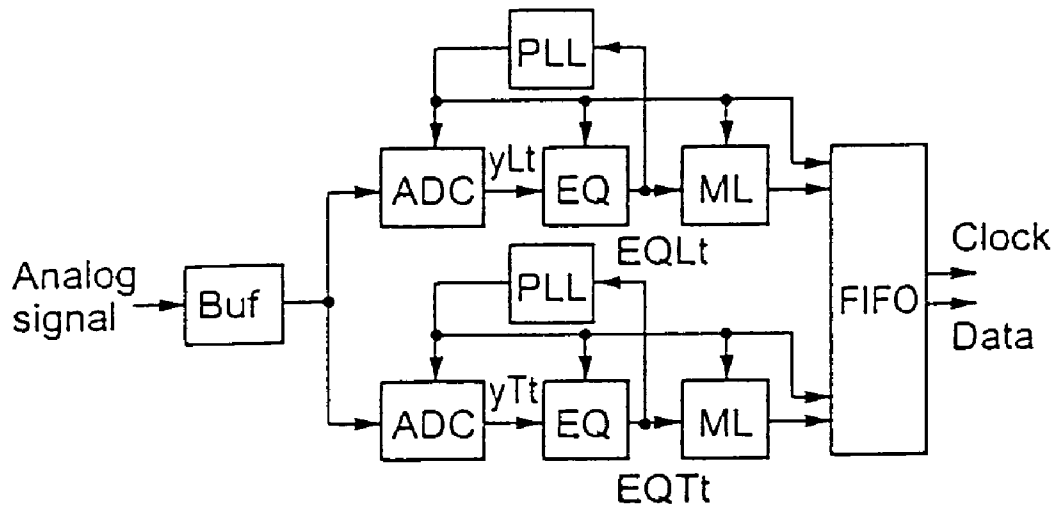 PLL
ADC
yLt
EQ
ML
EQLt
Analog
signal
Buf
PLL
ADC
yTt
EQ
ML
EQTt
FIFO
Clock
Data